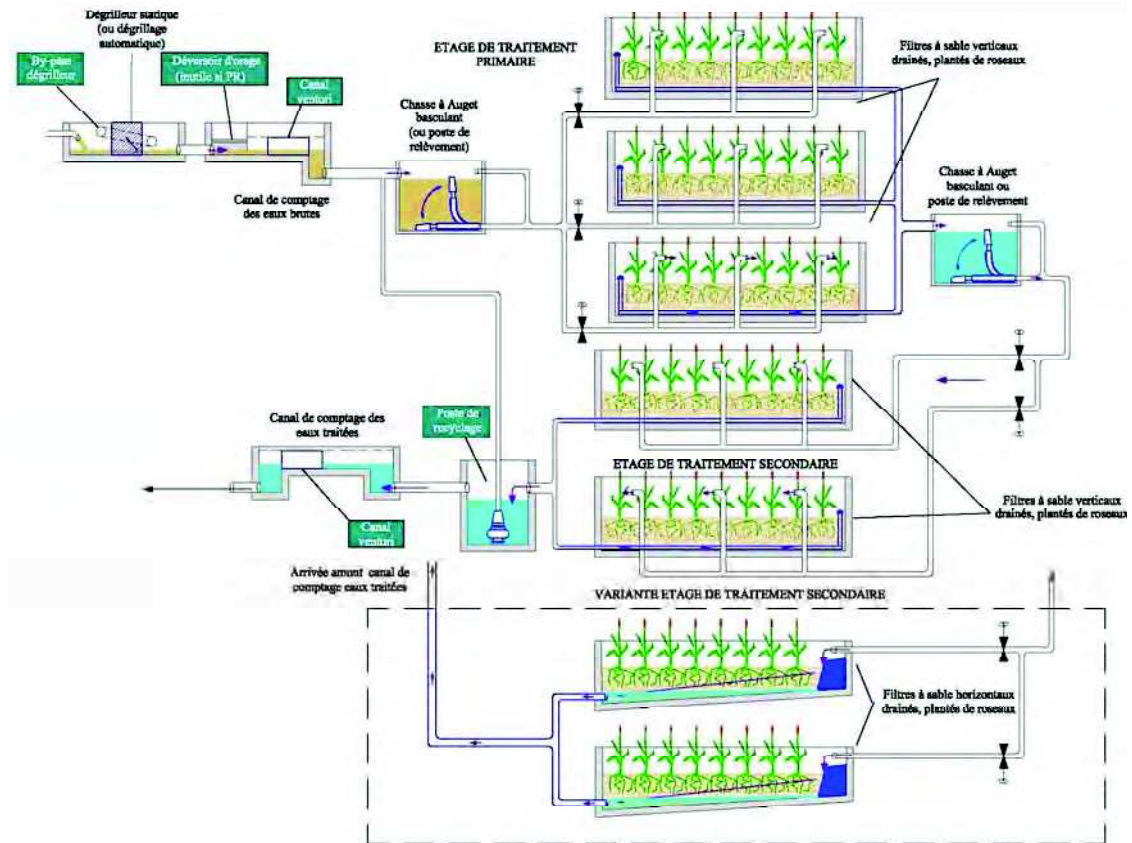 Dégrilleur statique
(ou dégrillage
automatique)
By-pass
dégrilleur
Déversoir d'orage
(inutile si PR)
Canal
venturi
ETAGE DE TRAITEMENT
PRIMAIRE
Filtres à sable verticaux
drainés, plantés de roseaux
Chasse à Auget
basculant
(ou poste de
relèvement)
Canal de comptage
des eaux brutes
Chasse à Auget
basculant ou
poste de relèvement
Canal de comptage des
eaux traitées
Poste de
recyclage
Canal
venturi
ETAGE DE TRAITEMENT SECONDAIRE
Filtres à sable verticaux
drainés, plantés de roseaux
Arrivée amont canal de
comptage eaux traitées
VARIANTE ETAGE DE TRAITEMENT SECONDAIRE
Filtres à sable horizontaux
drainés, plantés de roseaux